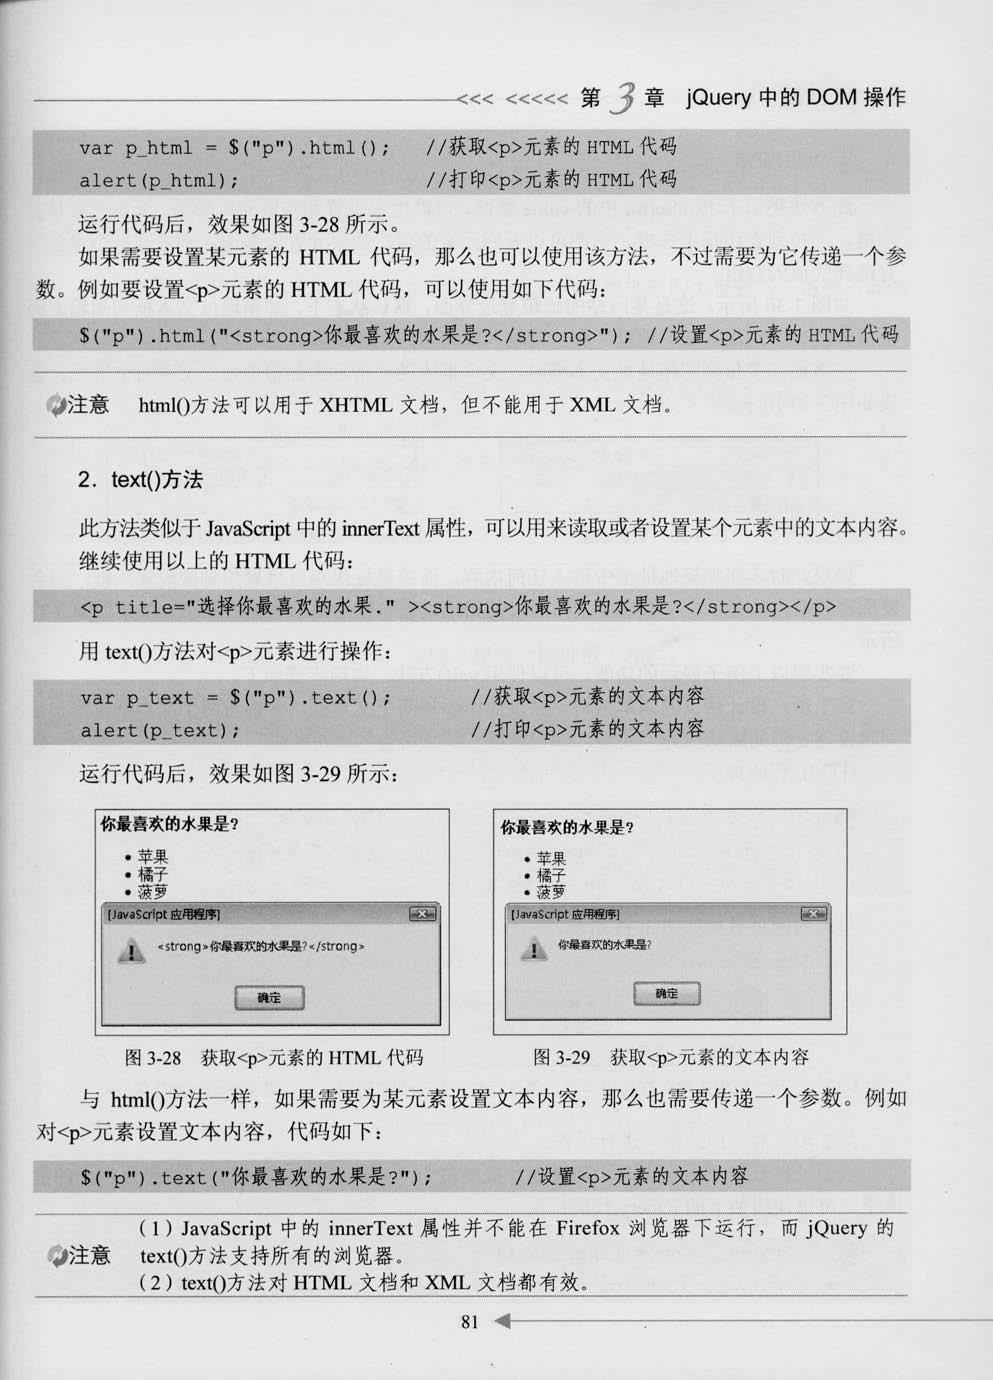 <<< <<<<< 第 3 章 jQuery 中的 DOM 操作
var p_html = $("p").html(); //获取<p>元素的 HTML 代码
alert(p_html); //打印<p>元素的 HTML 代码
运行代码后，效果如图 3-28 所示。
如果需要设置某元素的 HTML 代码，那么也可以使用该方法，不过需要为它传递一个参
数。例如要设置<p>元素的 HTML 代码，可以使用如下代码：
$("p").html("<strong>你最喜欢的水果是?</strong>"); //设置<p>元素的 HTML 代码
注意 html()方法可以用于 XHTML 文档，但不能用于 XML 文档。
2．text()方法
此方法类似于 JavaScript 中的 innerText 属性，可以用来读取或者设置某个元素中的文本内容。
继续使用以上的 HTML 代码：
<p title="选择你最喜欢的水果." ><strong>你最喜欢的水果是?</strong></p>
用 text()方法对<p>元素进行操作：
var p_text = $("p").text(); //获取<p>元素的文本内容
alert(p_text); //打印<p>元素的文本内容
运行代码后，效果如图 3-29 所示：
你最喜欢的水果是?
• 苹果
• 橘子
• 菠萝
[JavaScript 应用程序]
<strong>你最喜欢的水果是?</strong>
确定
图 3-28 获取<p>元素的 HTML 代码
你最喜欢的水果是?
• 苹果
• 橘子
• 菠萝
[JavaScript 应用程序]
你最喜欢的水果是?
确定
图 3-29 获取<p>元素的文本内容
与 html()方法一样，如果需要为某元素设置文本内容，那么也需要传递一个参数。例如
对<p>元素设置文本内容，代码如下：
$("p").text("你最喜欢的水果是?"); //设置<p>元素的文本内容
（1）JavaScript 中的 innerText 属性并不能在 Firefox 浏览器下运行，而 jQuery 的
注意 text()方法支持所有的浏览器。
（2）text()方法对 HTML 文档和 XML 文档都有效。
81